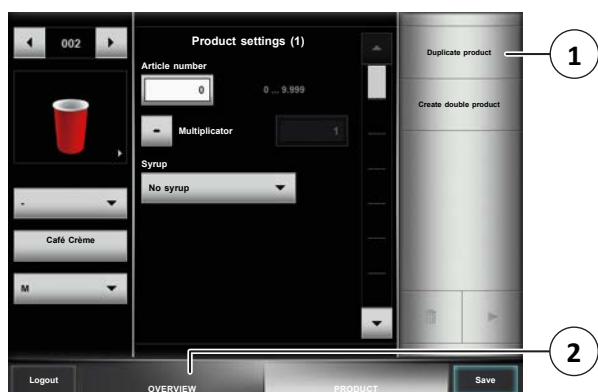 002
Product settings (1)
Article number
0
0 ... 9.999
-
Multiplicator
1
Syrup
No syrup
-
Café Crème
M
Duplicate product
Create double product
1
2
Logout
OVERVIEW
PRODUCT
Save